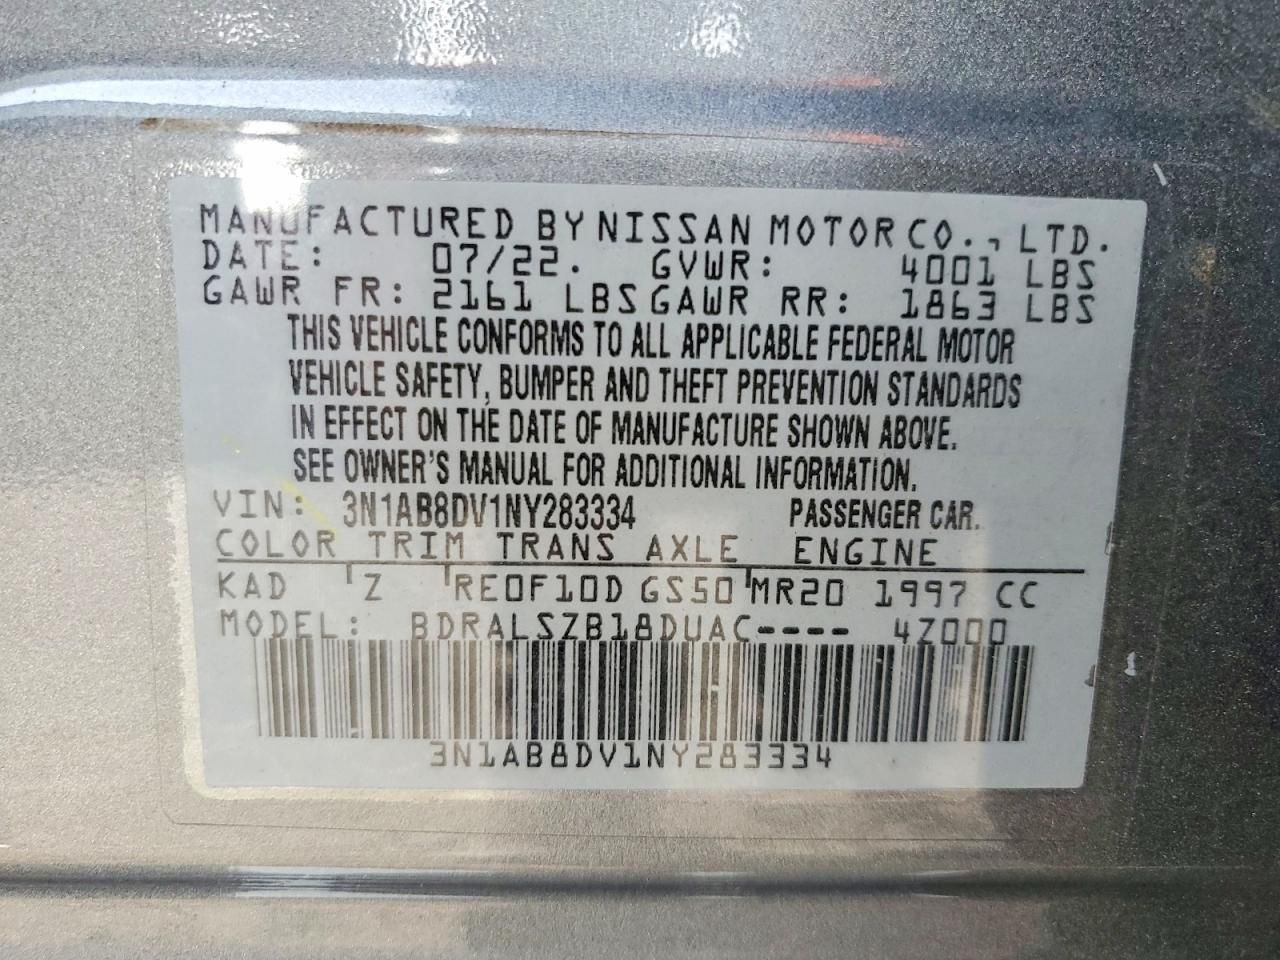 MANUFACTURED BY NISSAN MOTOR CO., LTD.
DATE: 07/22. GVWR: 4001 LBS
GAWR FR: 2161 LBS GAWR RR: 1863 LBS
THIS VEHICLE CONFORMS TO ALL APPLICABLE FEDERAL MOTOR
VEHICLE SAFETY, BUMPER AND THEFT PREVENTION STANDARDS
IN EFFECT ON THE DATE OF MANUFACTURE SHOWN ABOVE.
SEE OWNER'S MANUAL FOR ADDITIONAL INFORMATION.
VIN: 3N1AB8DV1NY283334 PASSENGER CAR.
COLOR TRIM TRANS AXLE ENGINE
KAD Z RE0F10D GS50 MR20 1997 CC
MODEL: BDRALSZB18DUAC---- 4Z000
3N1AB8DV1NY283334